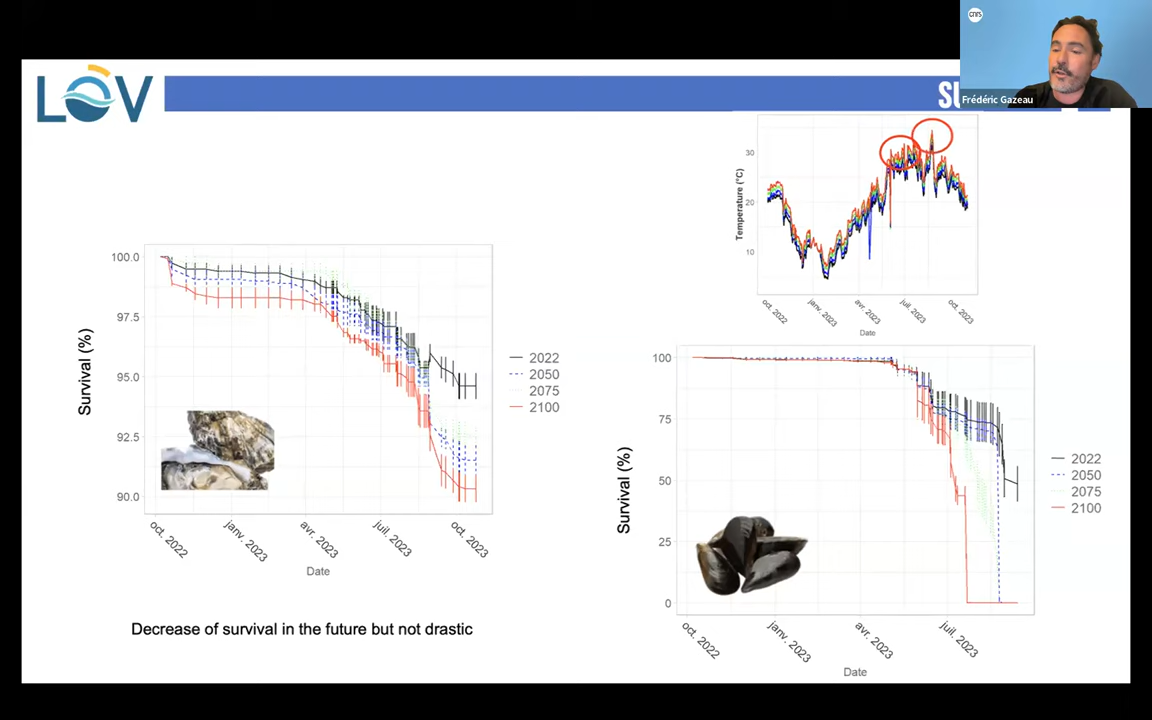 cnrs
Frédéric Gazeau
LOV
SU
Temperature (°C)
30
20
10
oct. 2022
janv. 2023
avr. 2023
juil. 2023
oct. 2023
Date
Survival (%)
100.0
97.5
95.0
92.5
90.0
oct. 2022
janv. 2023
avr. 2023
juil. 2023
oct. 2023
Date
2022
2050
2075
2100
Survival (%)
100
75
50
25
0
oct. 2022
janv. 2023
avr. 2023
juil. 2023
Date
2022
2050
2075
2100
Decrease of survival in the future but not drastic